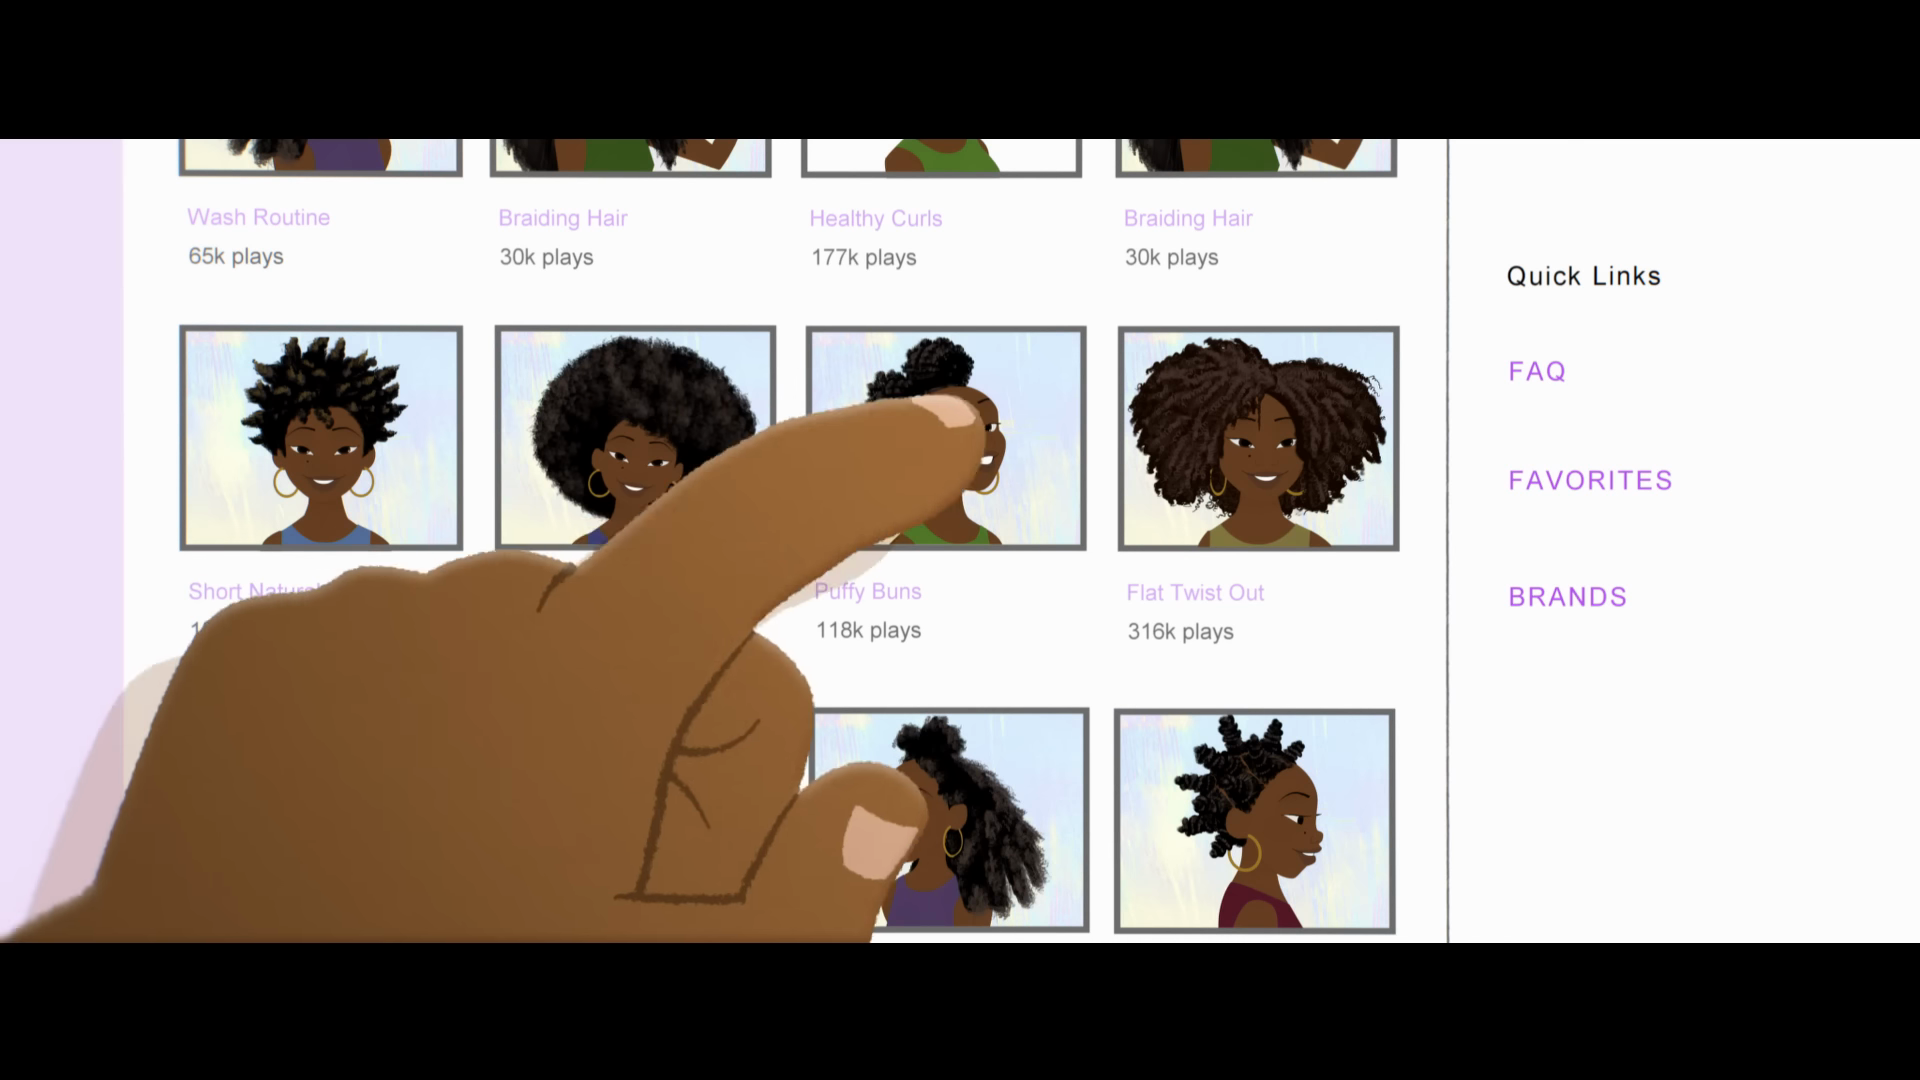 Wash Routine
65k plays
Braiding Hair
30k plays
Healthy Curls
177k plays
Braiding Hair
30k plays
Short
Puffy Buns
118k plays
Flat Twist Out
316k plays
Quick Links
FAQ
FAVORITES
BRANDS